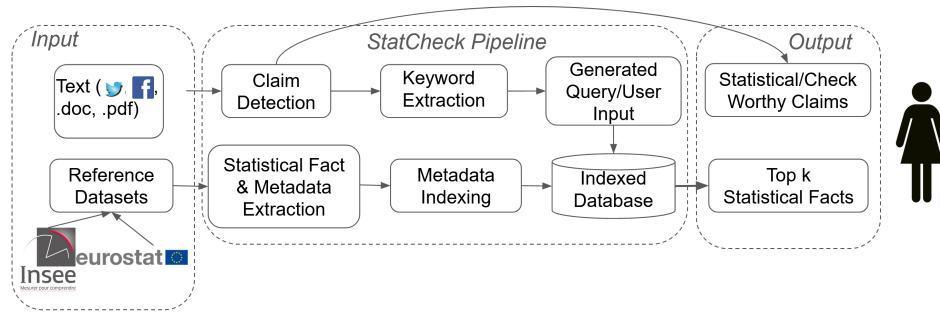 Input
StatCheck Pipeline
Output
Text ( , ,
.doc, .pdf)
Claim
Detection
Keyword
Extraction
Generated
Query/User
Input
Statistical/Check
Worthy Claims
Reference
Datasets
Statistical Fact
& Metadata
Extraction
Metadata
Indexing
Indexed
Database
Top k
Statistical Facts
Insee
Mesurer pour comprendre
eurostat